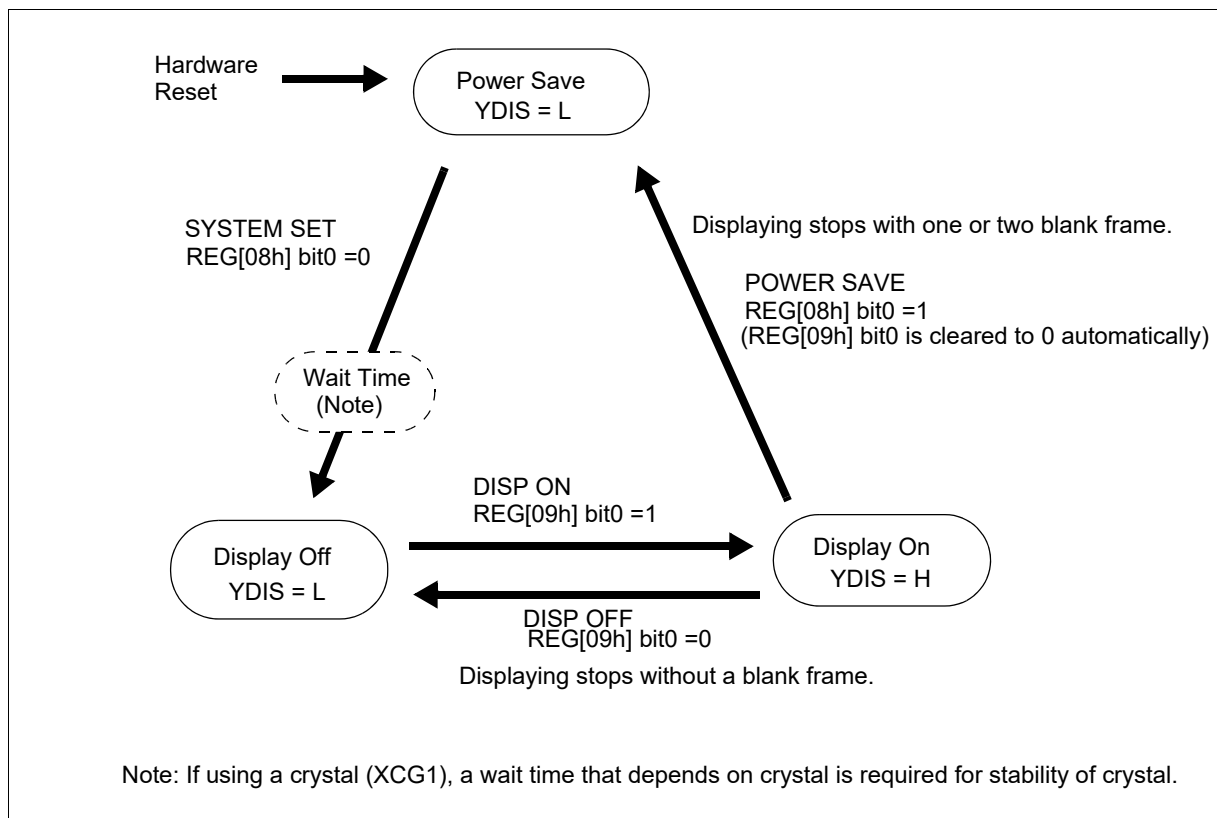 Hardware
Reset
Power Save
YDIS = L
SYSTEM SET
REG[08h] bit0 =0
Displaying stops with one or two blank frame.
POWER SAVE
REG[08h] bit0 =1
(REG[09h] bit0 is cleared to 0 automatically)
Wait Time
(Note)
DISP ON
REG[09h] bit0 =1
Display Off
YDIS = L
Display On
YDIS = H
DISP OFF
REG[09h] bit0 =0
Displaying stops without a blank frame.
Note: If using a crystal (XCG1), a wait time that depends on crystal is required for stability of crystal.